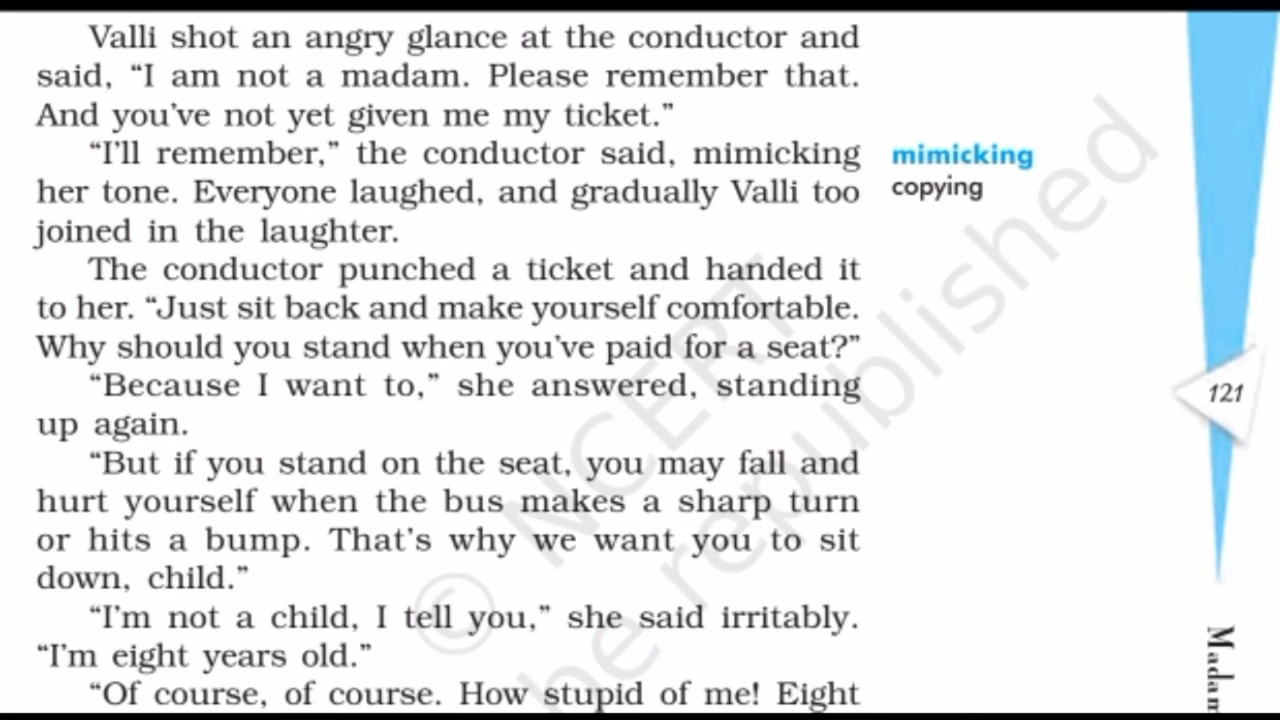 Valli shot an angry glance at the conductor and
said, “I am not a madam. Please remember that.
And you’ve not yet given me my ticket.”
“I’ll remember,” the conductor said, mimicking
her tone. Everyone laughed, and gradually Valli too
joined in the laughter.
The conductor punched a ticket and handed it
to her. “Just sit back and make yourself comfortable.
Why should you stand when you’ve paid for a seat?”
“Because I want to,” she answered, standing
up again.
“But if you stand on the seat, you may fall and
hurt yourself when the bus makes a sharp turn
or hits a bump. That’s why we want you to sit
down, child.”
“I’m not a child, I tell you,” she said irritably.
“I’m eight years old.”
“Of course, of course. How stupid of me! Eight
mimicking
copying
121
Madam
© NCERT
be republished